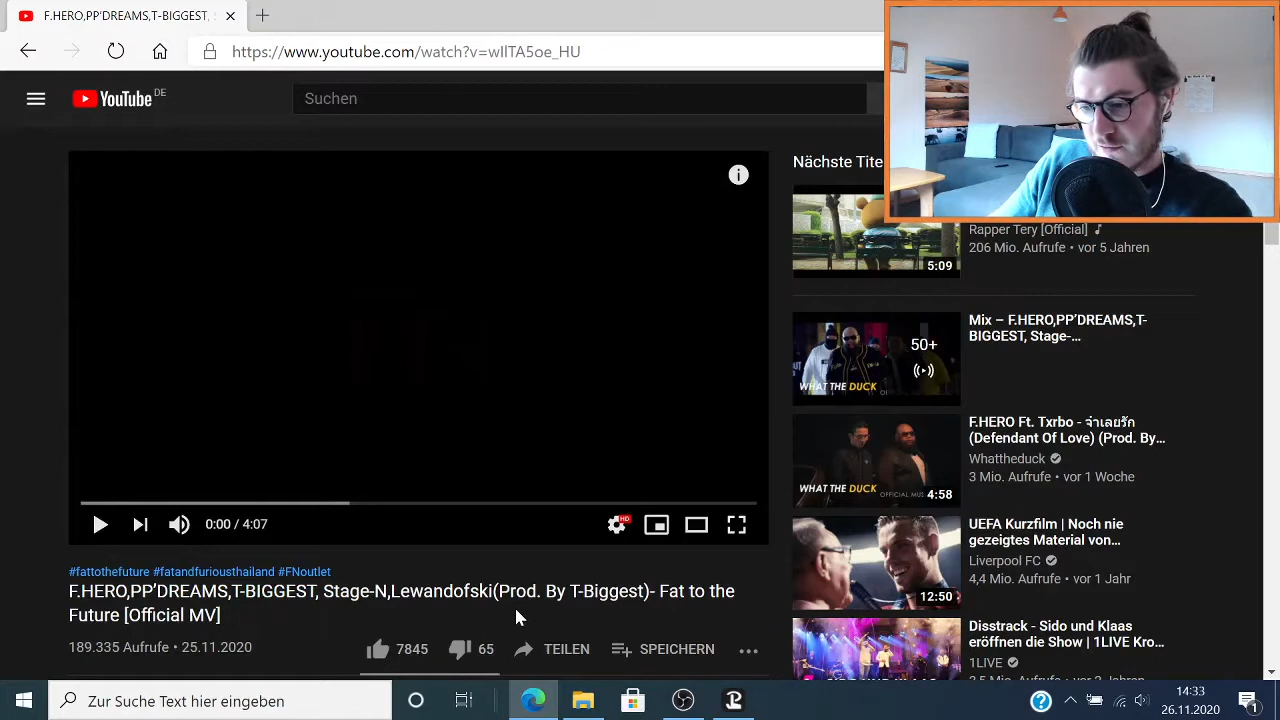 F.HERO,PP'DREAMS,T-BIGGEST,
https://www.youtube.com/watch?v=wIlTA5oe_HU
YouTube DE
Suchen
Nächste Tite
5:09
Rapper Tery [Official]
206 Mio. Aufrufe • vor 5 Jahren
50+
WHAT THE DUCK
Mix – F.HERO,PP'DREAMS,T-
BIGGEST, Stage-...
WHAT THE DUCK
OFFICIAL MUS
4:58
F.HERO Ft. Txrbo - จำเลยรัก
(Defendant Of Love) (Prod. By...
Whattheduck
3 Mio. Aufrufe • vor 1 Woche
12:50
UEFA Kurzfilm | Noch nie
gezeigtes Material von...
Liverpool FC
4,4 Mio. Aufrufe • vor 1 Jahr
Disstrack - Sido und Klaas
eröffnen die Show | 1LIVE Kro...
1LIVE
0:00 / 4:07
HD
#fattothefuture #fatandfuriousthailand #FNoutlet
F.HERO,PP'DREAMS,T-BIGGEST, Stage-N,Lewandofski(Prod. By T-Biggest)- Fat to the
Future [Official MV]
189.335 Aufrufe • 25.11.2020
7845
65
TEILEN
SPEICHERN
Zur Suche Text hier eingeben
14:33
26.11.2020
1